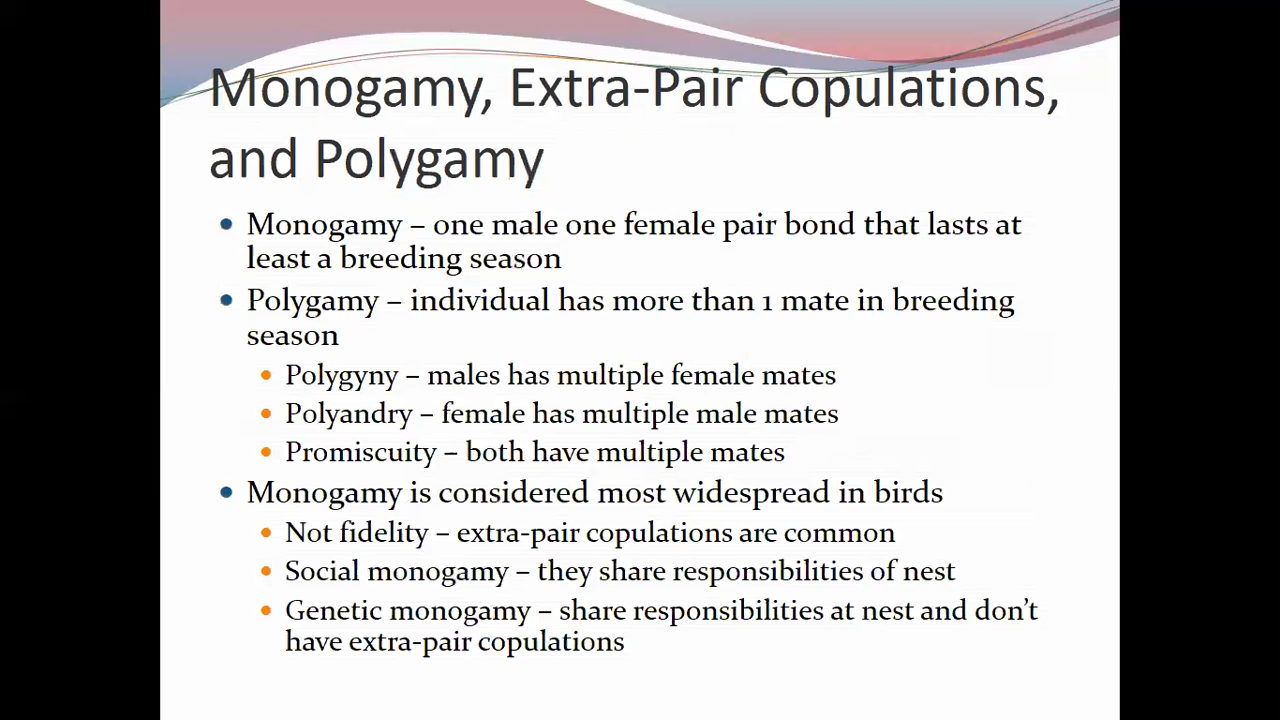 Monogamy, Extra-Pair Copulations,
and Polygamy
• Monogamy – one male one female pair bond that lasts at
least a breeding season
• Polygamy – individual has more than 1 mate in breeding
season
• Polygyny – males has multiple female mates
• Polyandry – female has multiple male mates
• Promiscuity – both have multiple mates
• Monogamy is considered most widespread in birds
• Not fidelity – extra-pair copulations are common
• Social monogamy – they share responsibilities of nest
• Genetic monogamy – share responsibilities at nest and don’t
have extra-pair copulations